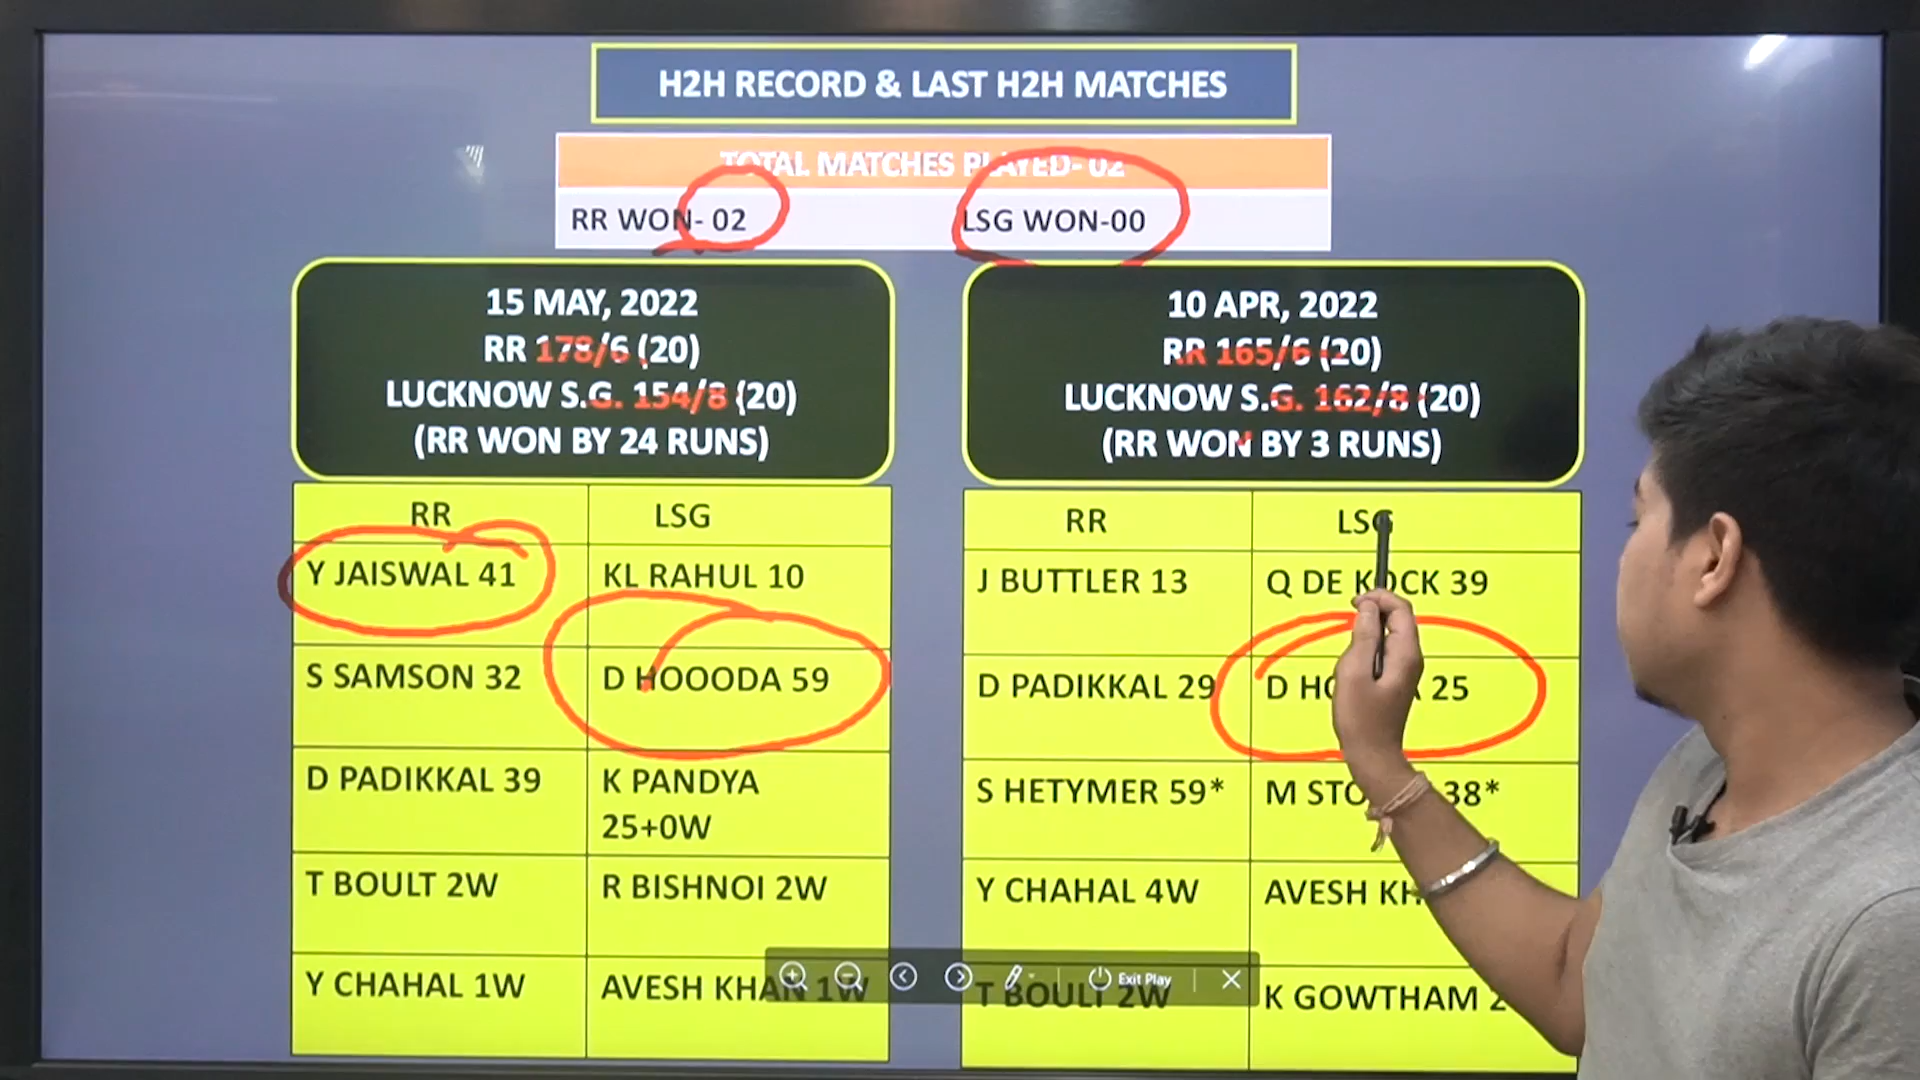 H2H RECORD & LAST H2H MATCHES
TOTAL MATCHES PLAYED- 02
RR WON- 02
LSG WON-00
15 MAY, 2022
RR 178/6 (20)
LUCKNOW S.G. 154/8 (20)
(RR WON BY 24 RUNS)
RR
LSG
Y JAISWAL 41
KL RAHUL 10
S SAMSON 32
D HOOODA 59
D PADIKKAL 39
K PANDYA
25+0W
T BOULT 2W
R BISHNOI 2W
Y CHAHAL 1W
AVESH KHAN 1W
10 APR, 2022
RR 165/6 (20)
LUCKNOW S.G. 162/8 (20)
(RR WON BY 3 RUNS)
RR
LSG
J BUTTLER 13
Q DE KOCK 39
D PADIKKAL 29
D 25
S HETYMER 59*
M 38*
Y CHAHAL 4W
AVESH
T BOULT 2W
K GOWTHAM 2
Exit Play